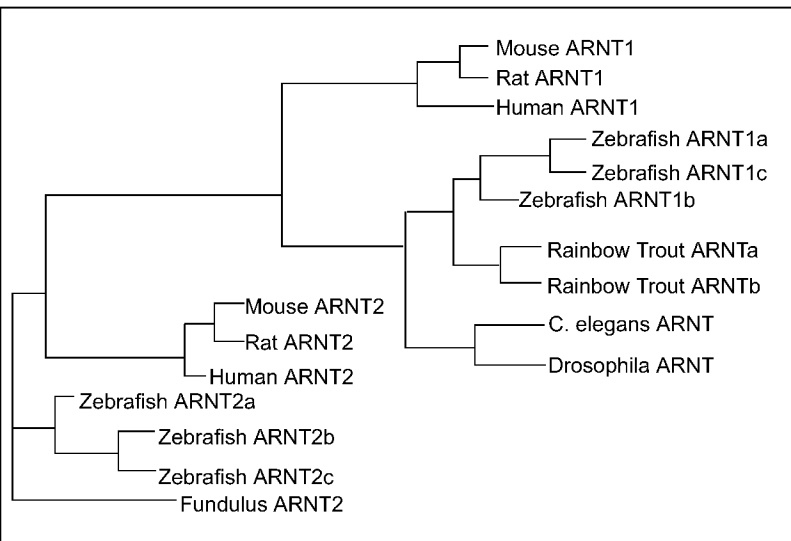 Mouse ARNT1
Rat ARNT1
Human ARNT1
Zebrafish ARNT1a
Zebrafish ARNT1c
Zebrafish ARNT1b
Rainbow Trout ARNTa
Rainbow Trout ARNTb
C. elegans ARNT
Drosophila ARNT
Mouse ARNT2
Rat ARNT2
Human ARNT2
Zebrafish ARNT2a
Zebrafish ARNT2b
Zebrafish ARNT2c
Fundulus ARNT2